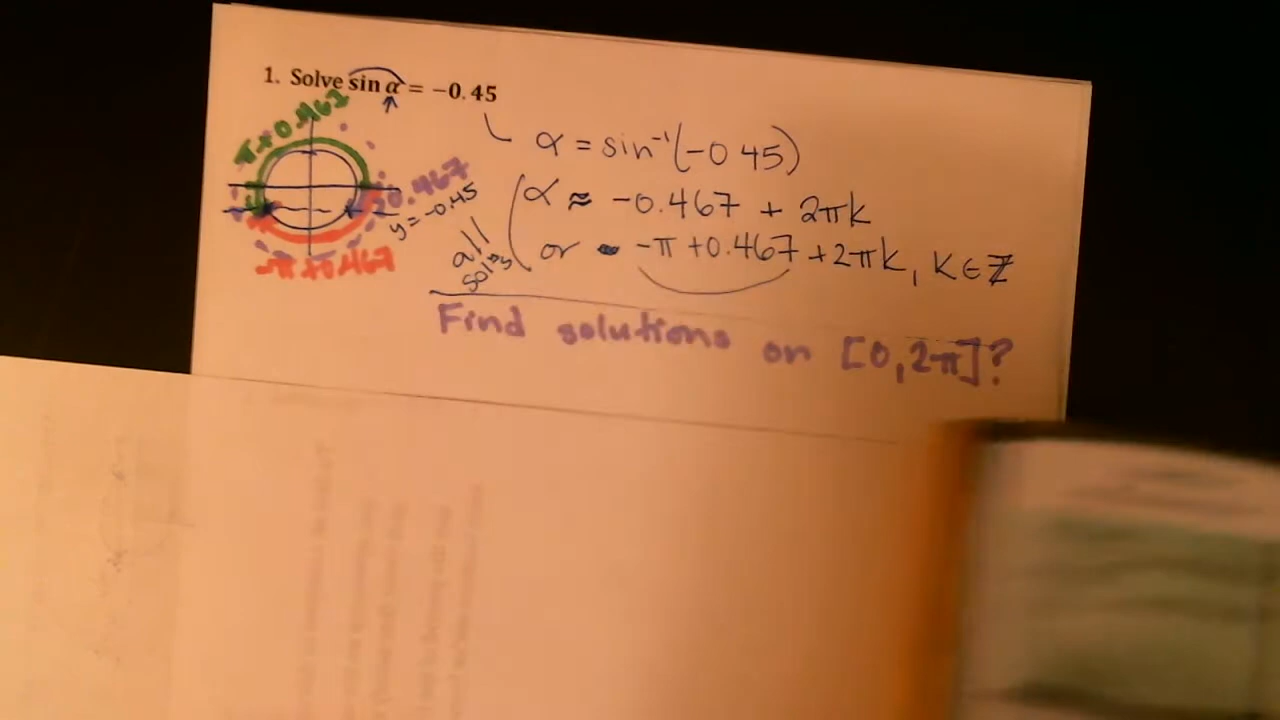 1. Solve sin α = −0.45
π+0.467
-0.467
y = -0.45
-π+0.467
α = sin⁻¹(-0.45)
α ≈ -0.467 + 2πk
or ≈ -π+0.467+2πk, k∈ℤ
all
solns
Find solutions on [0,2π]?